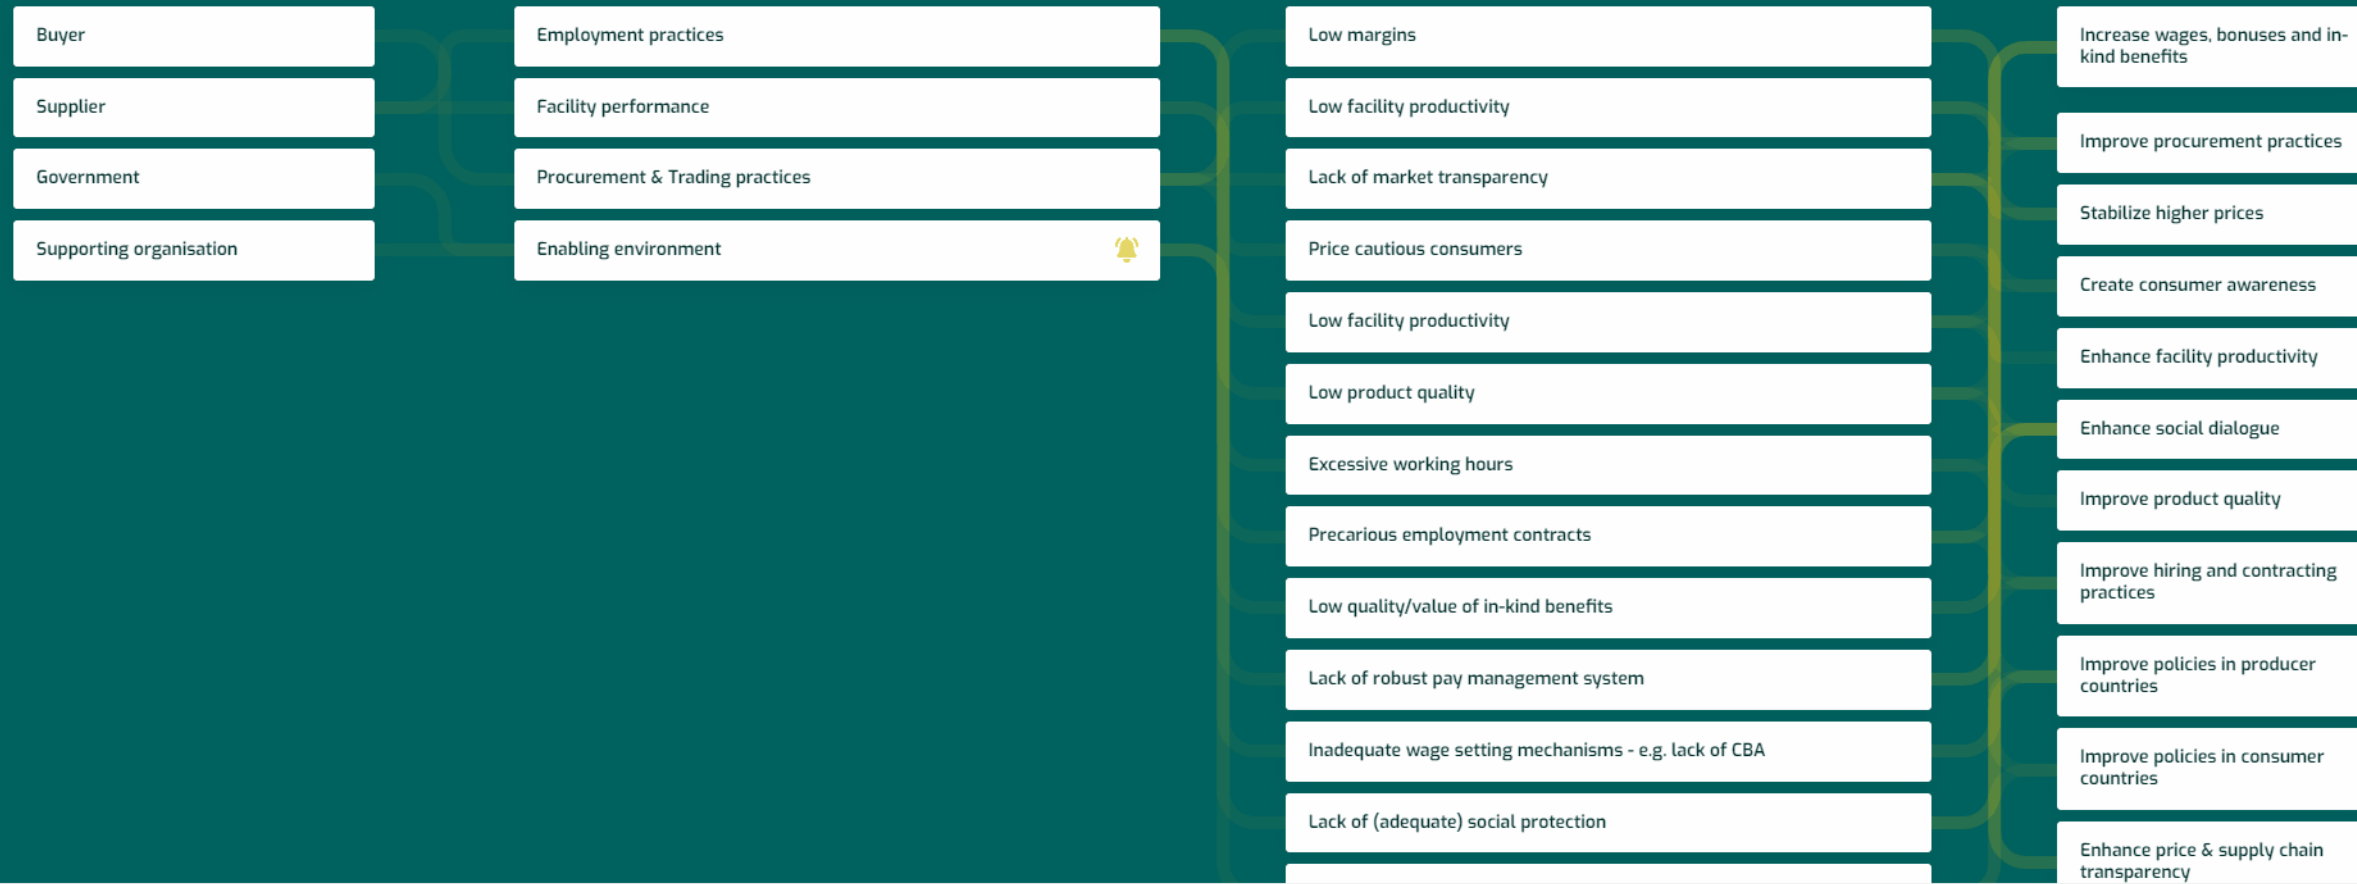 Buyer
Supplier
Government
Supporting organisation
Employment practices
Facility performance
Procurement & Trading practices
Enabling environment
Low margins
Low facility productivity
Lack of market transparency
Price cautious consumers
Low facility productivity
Low product quality
Excessive working hours
Precarious employment contracts
Low quality/value of in-kind benefits
Lack of robust pay management system
Inadequate wage setting mechanisms - e.g. lack of CBA
Lack of (adequate) social protection
Increase wages, bonuses and in-
kind benefits
Improve procurement practices
Stabilize higher prices
Create consumer awareness
Enhance facility productivity
Enhance social dialogue
Improve product quality
Improve hiring and contracting
practices
Improve policies in producer
countries
Improve policies in consumer
countries
Enhance price & supply chain
transparency